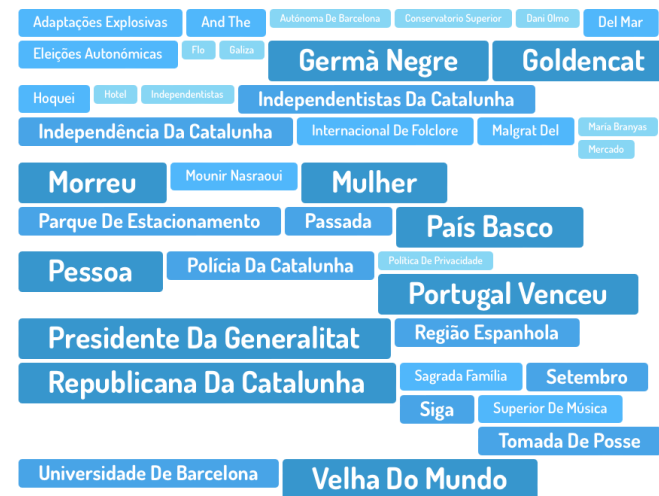 Adaptações Explosivas And The Autónoma De Barcelona Conservatorio Superior Dani Olmo Del Mar
Eleições Autonómicas Flo Galiza Germà Negre Goldencat
Hoquei Hotel Independentistas Independentistas Da Catalunha
Independência Da Catalunha Internacional De Folclore Malgrat Del Maria Branyas
Mercado
Morreu Mounir Nasraoui Mulher
Parque De Estacionamento Passada País Basco
Pessoa Polícia Da Catalunha Política De Privacidade
Portugal Venceu
Presidente Da Generalitat Região Espanhola
Republicana Da Catalunha Sagrada Família Setembro
Siga Superior De Música
Tomada De Posse
Universidade De Barcelona Velha Do Mundo